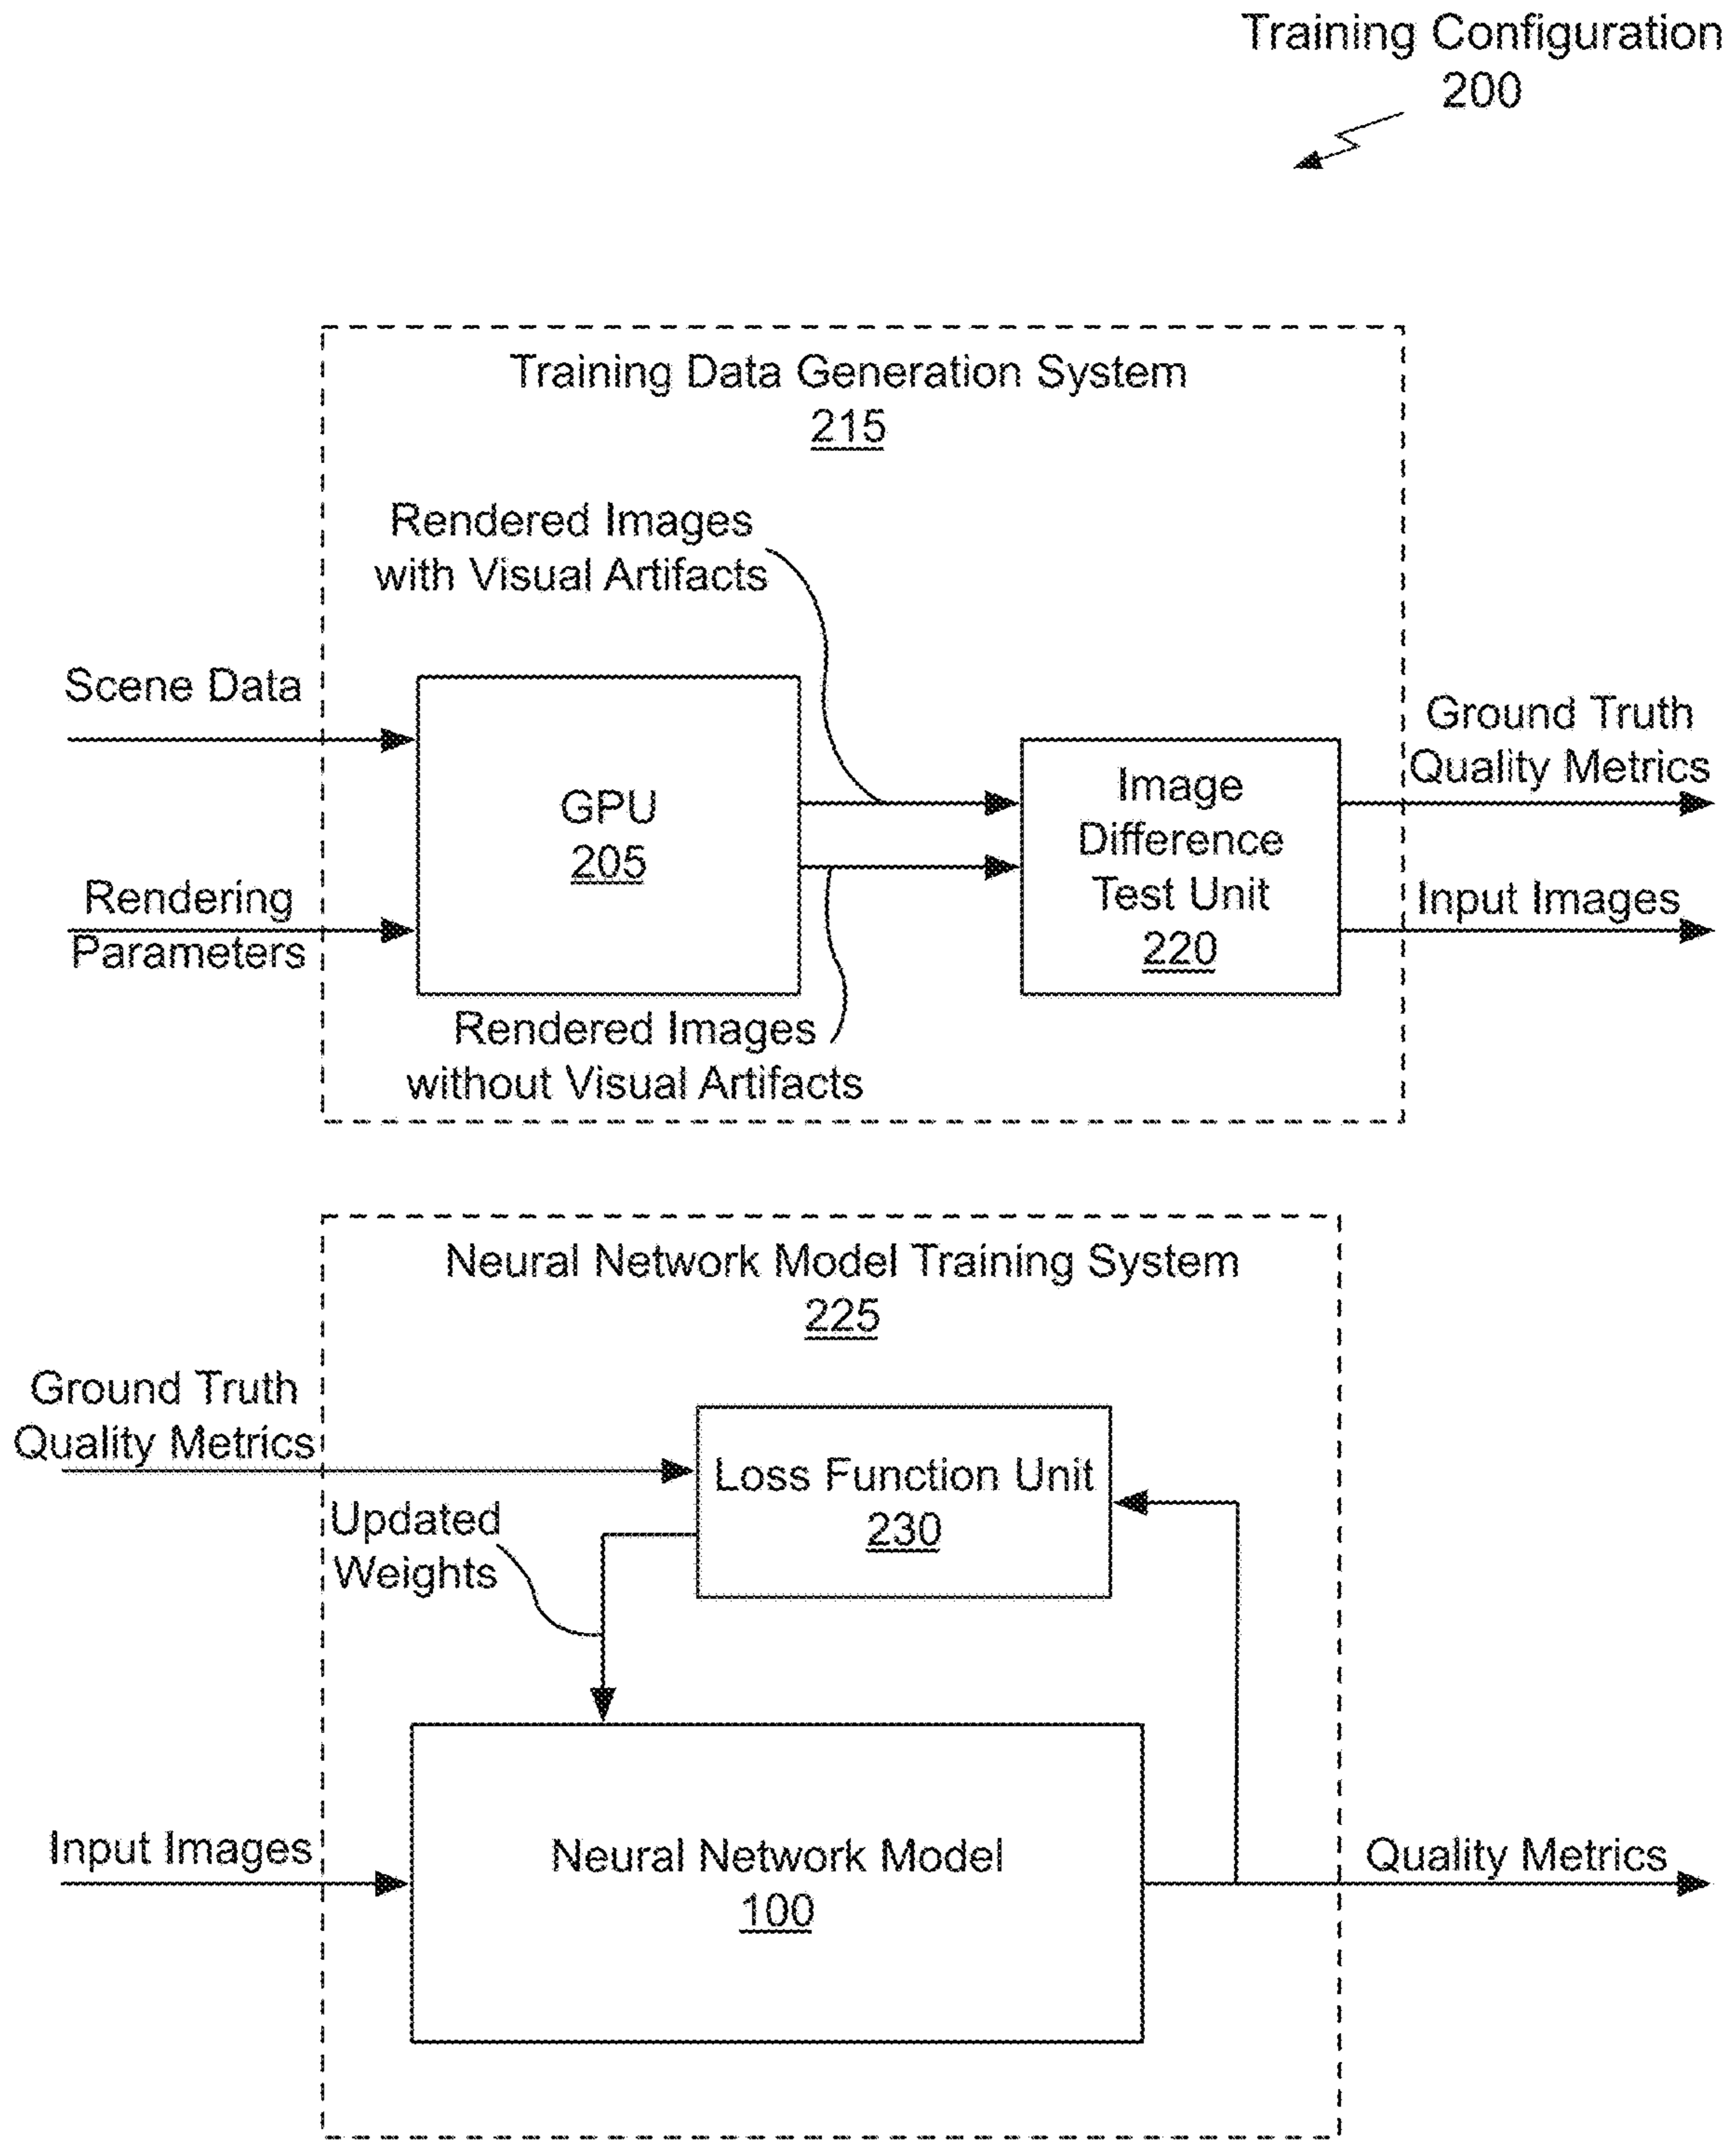 Training Configuration
200
Training Data Generation System
215
Rendered Images
with Visual Artifacts
Scene Data
GPU
205
Rendering
Parameters
Image
Difference
Test Unit
220
Ground Truth
Quality Metrics
Input Images
Rendered Images
without Visual Artifacts
Neural Network Model Training System
225
Ground Truth
Quality Metrics
Loss Function Unit
230
Updated
Weights
Input Images
Neural Network Model
100
Quality Metrics